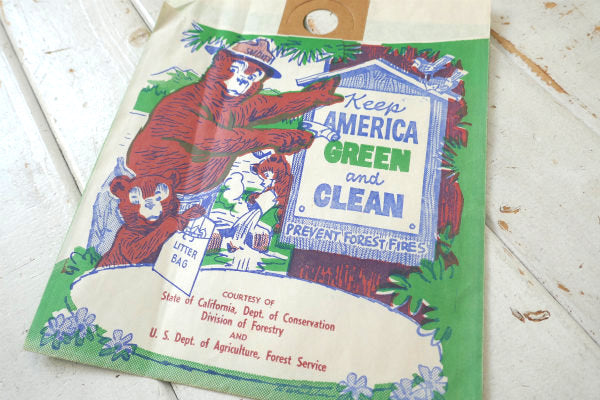 Keep
AMERICA
GREEN
and
CLEAN
PREVENT FOREST FIRES
LITTER
BAG
COURTESY OF
State of California, Dept. of Conservation
Division of Forestry
AND
U. S. Dept. of Agriculture, Forest Service